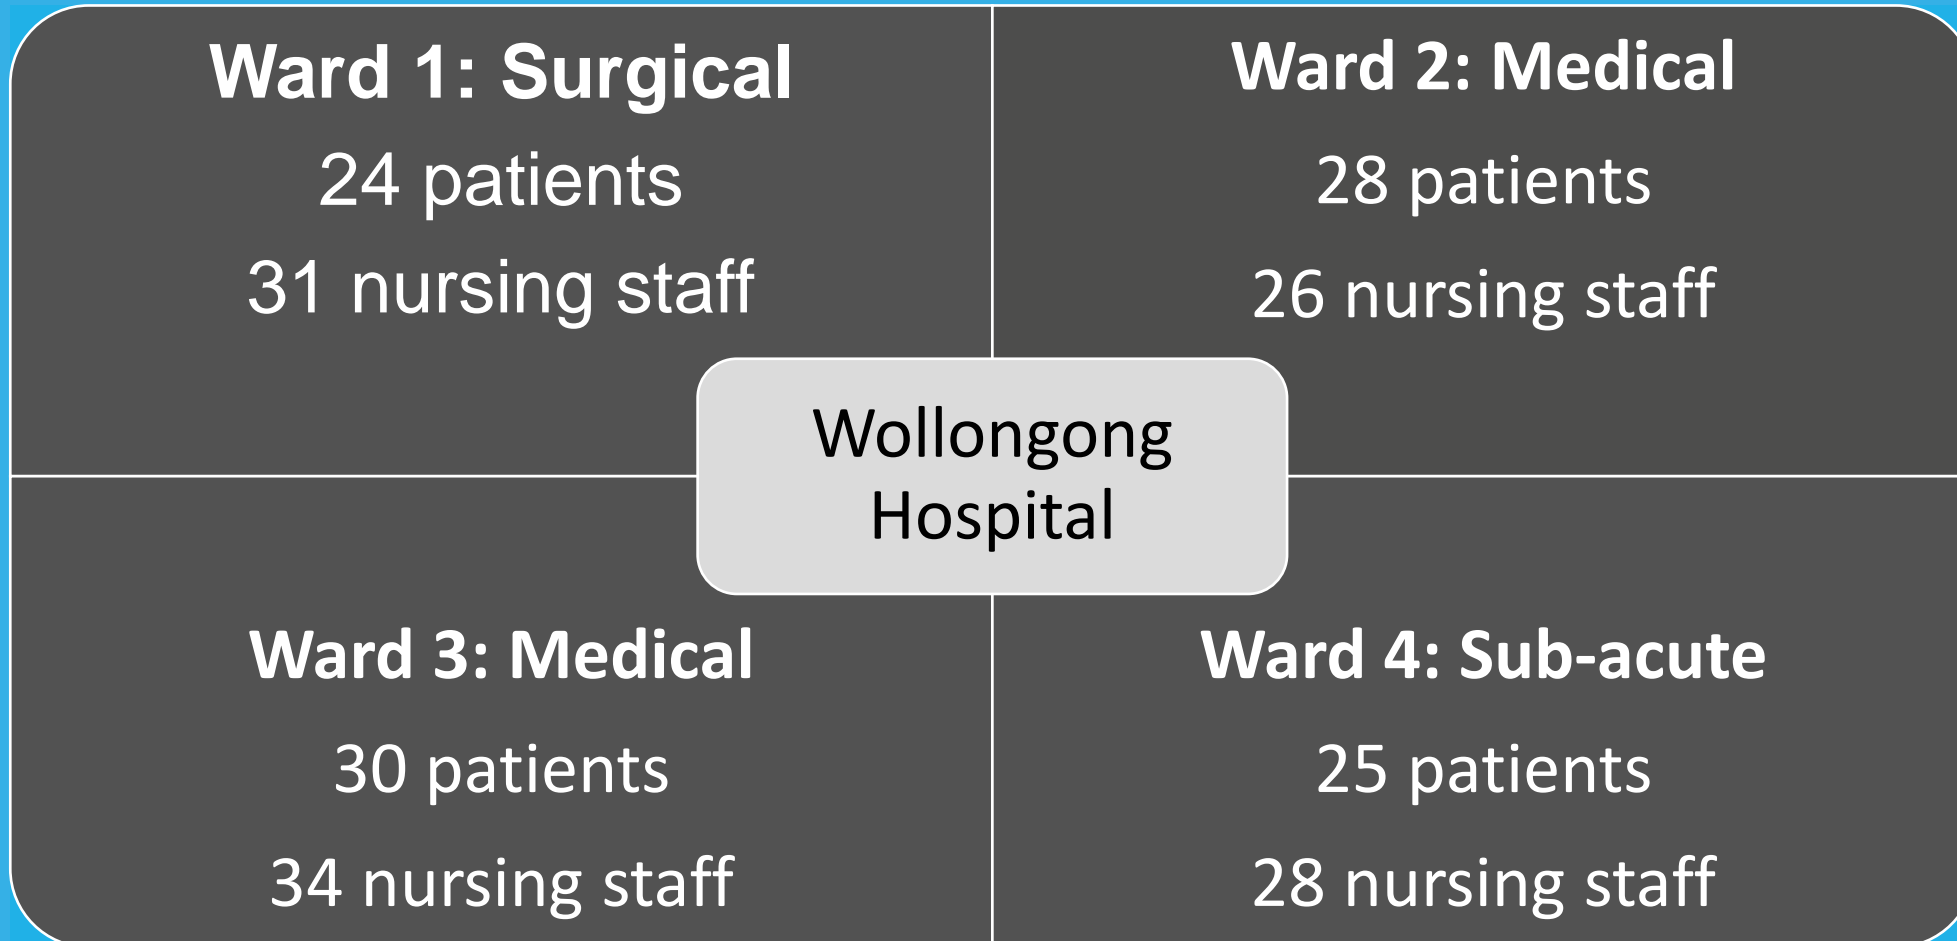 Ward 1: Surgical
24 patients
31 nursing staff
Ward 2: Medical
28 patients
26 nursing staff
Wollongong
Hospital
Ward 3: Medical
30 patients
34 nursing staff
Ward 4: Sub-acute
25 patients
28 nursing staff